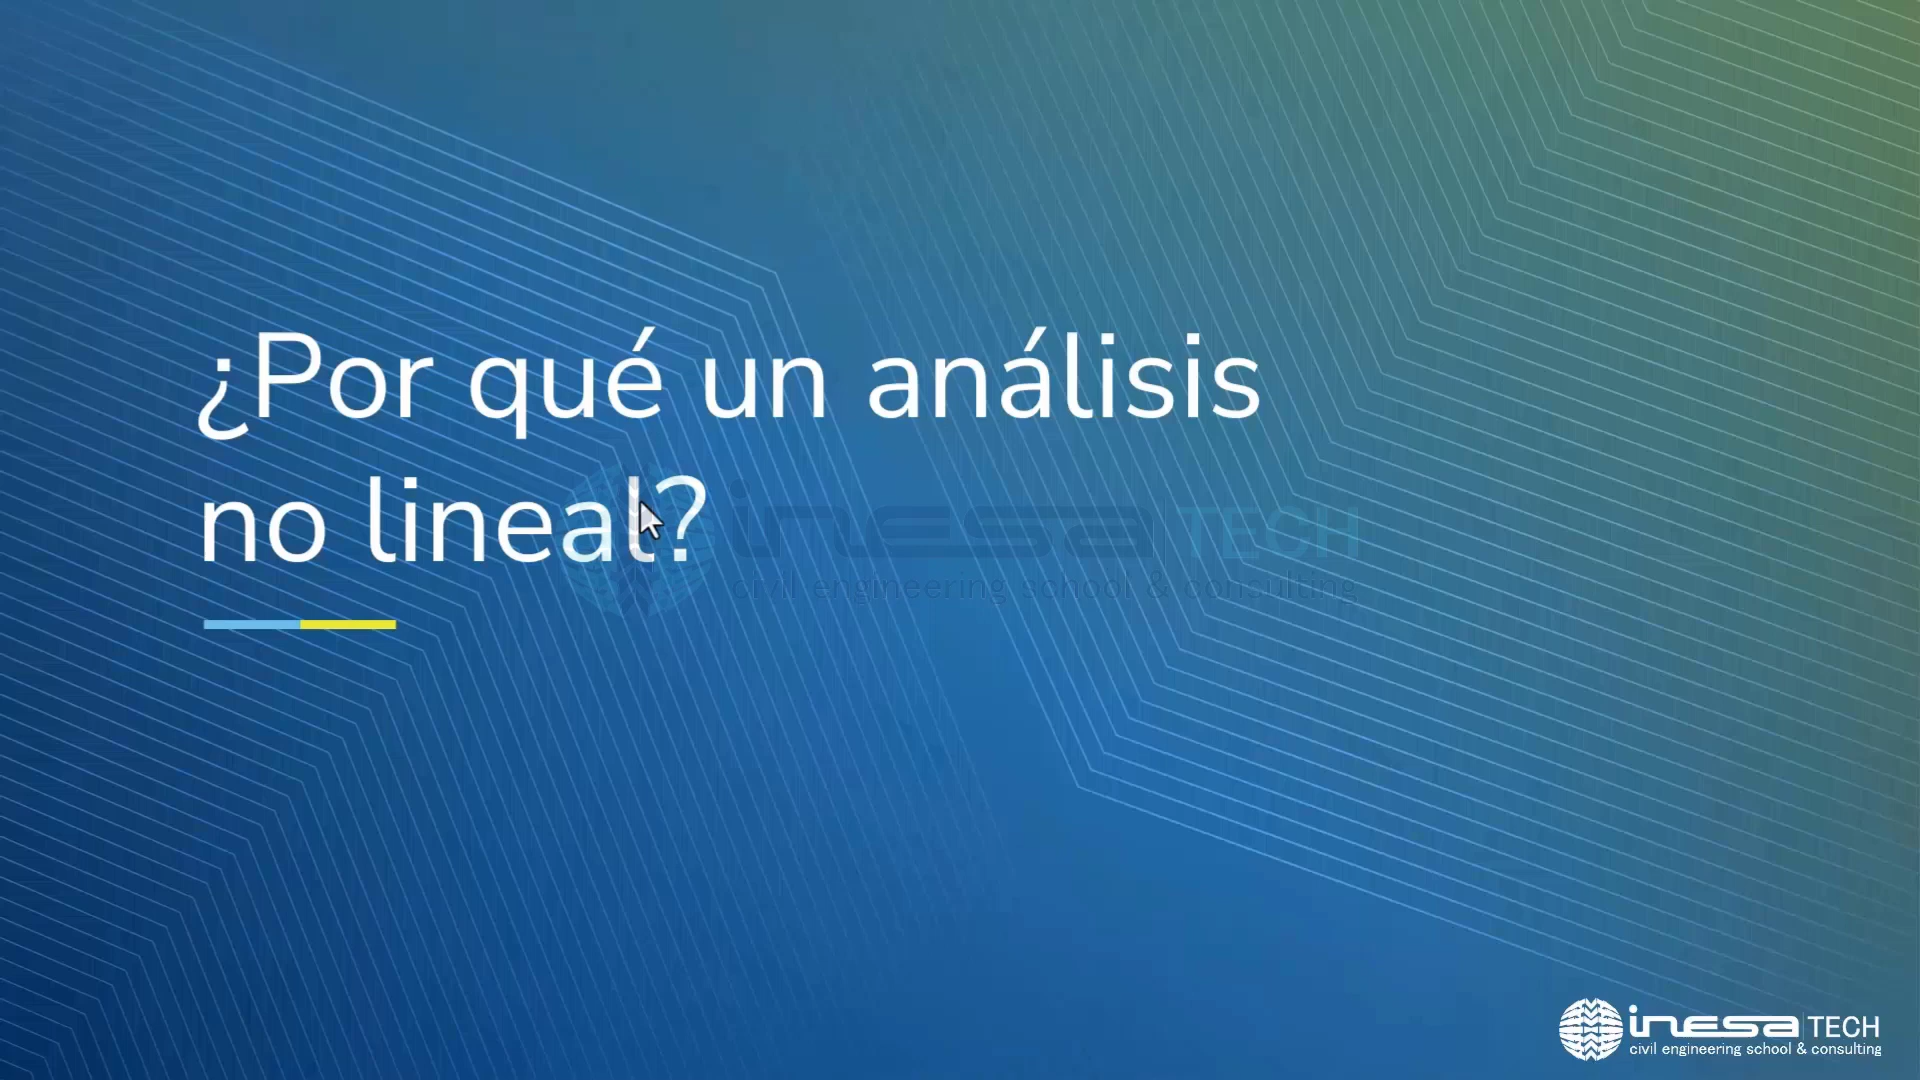 ¿Por qué un análisis
no lineal?
inesa TECH
civil engineering school & consulting
inesa TECH
civil engineering school & consulting